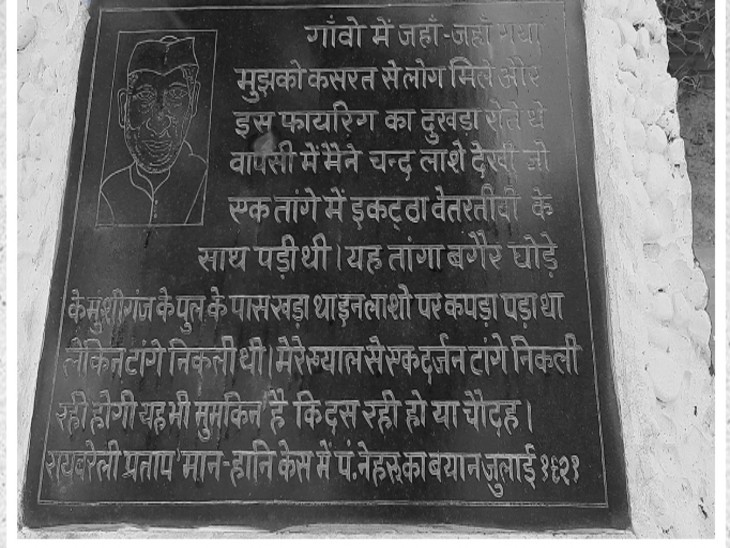 गाँवो में जहाँ-जहाँ गया
मुझको कसरत से लोग मिले और
इस फायरिंग का दुखड़ा रोते थे
वापसी में मैंने चन्द लाशे देखी जो
एक तांगे में इकट्ठा बेतरतीबी के
साथ पड़ी थी। यह तांगा बगैर घोड़े
के मुंशीगंज के पुल के पास खड़ा था इन लाशो पर कपड़ा पड़ा था
लेकिन टांगे निकली थी। मेरे ख्याल से एक दर्जन टांगे निकली
रही होगी यह भी मुमकिन है कि दस रही हो या चौदह।
रायबरेली प्रताप मान-हानि केस में पं. नेहरू का बयान जुलाई १९२१